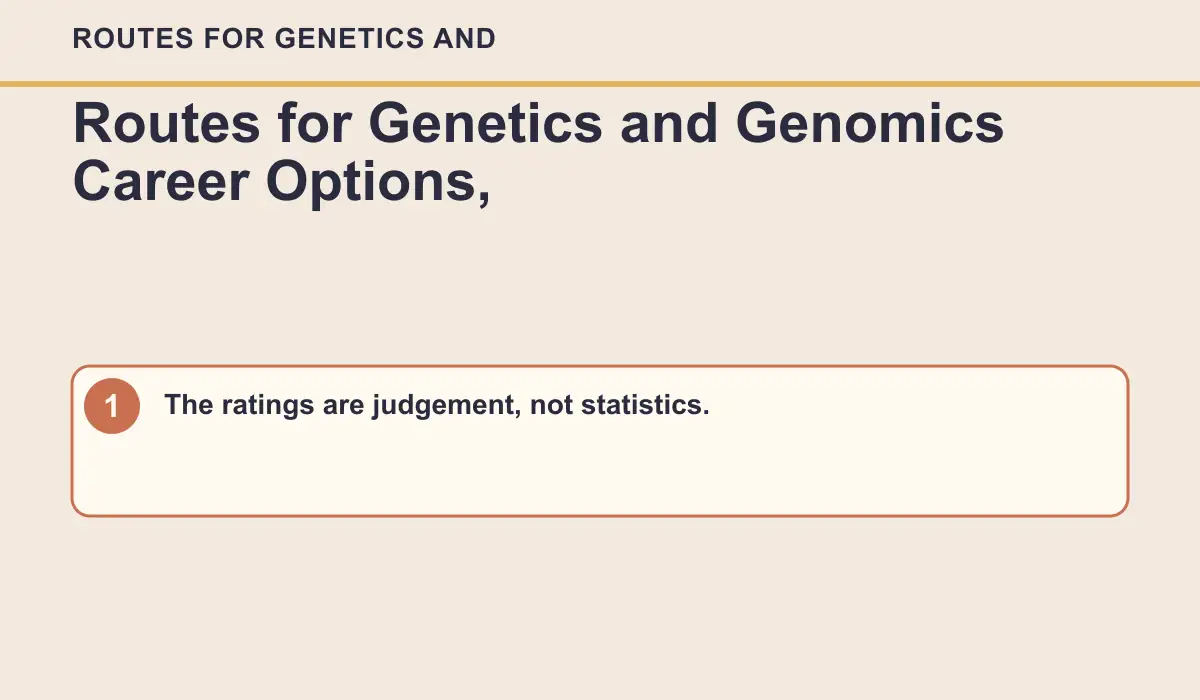 ROUTES FOR GENETICS AND
Routes for Genetics and Genomics
Career Options,
1
The ratings are judgement, not statistics.